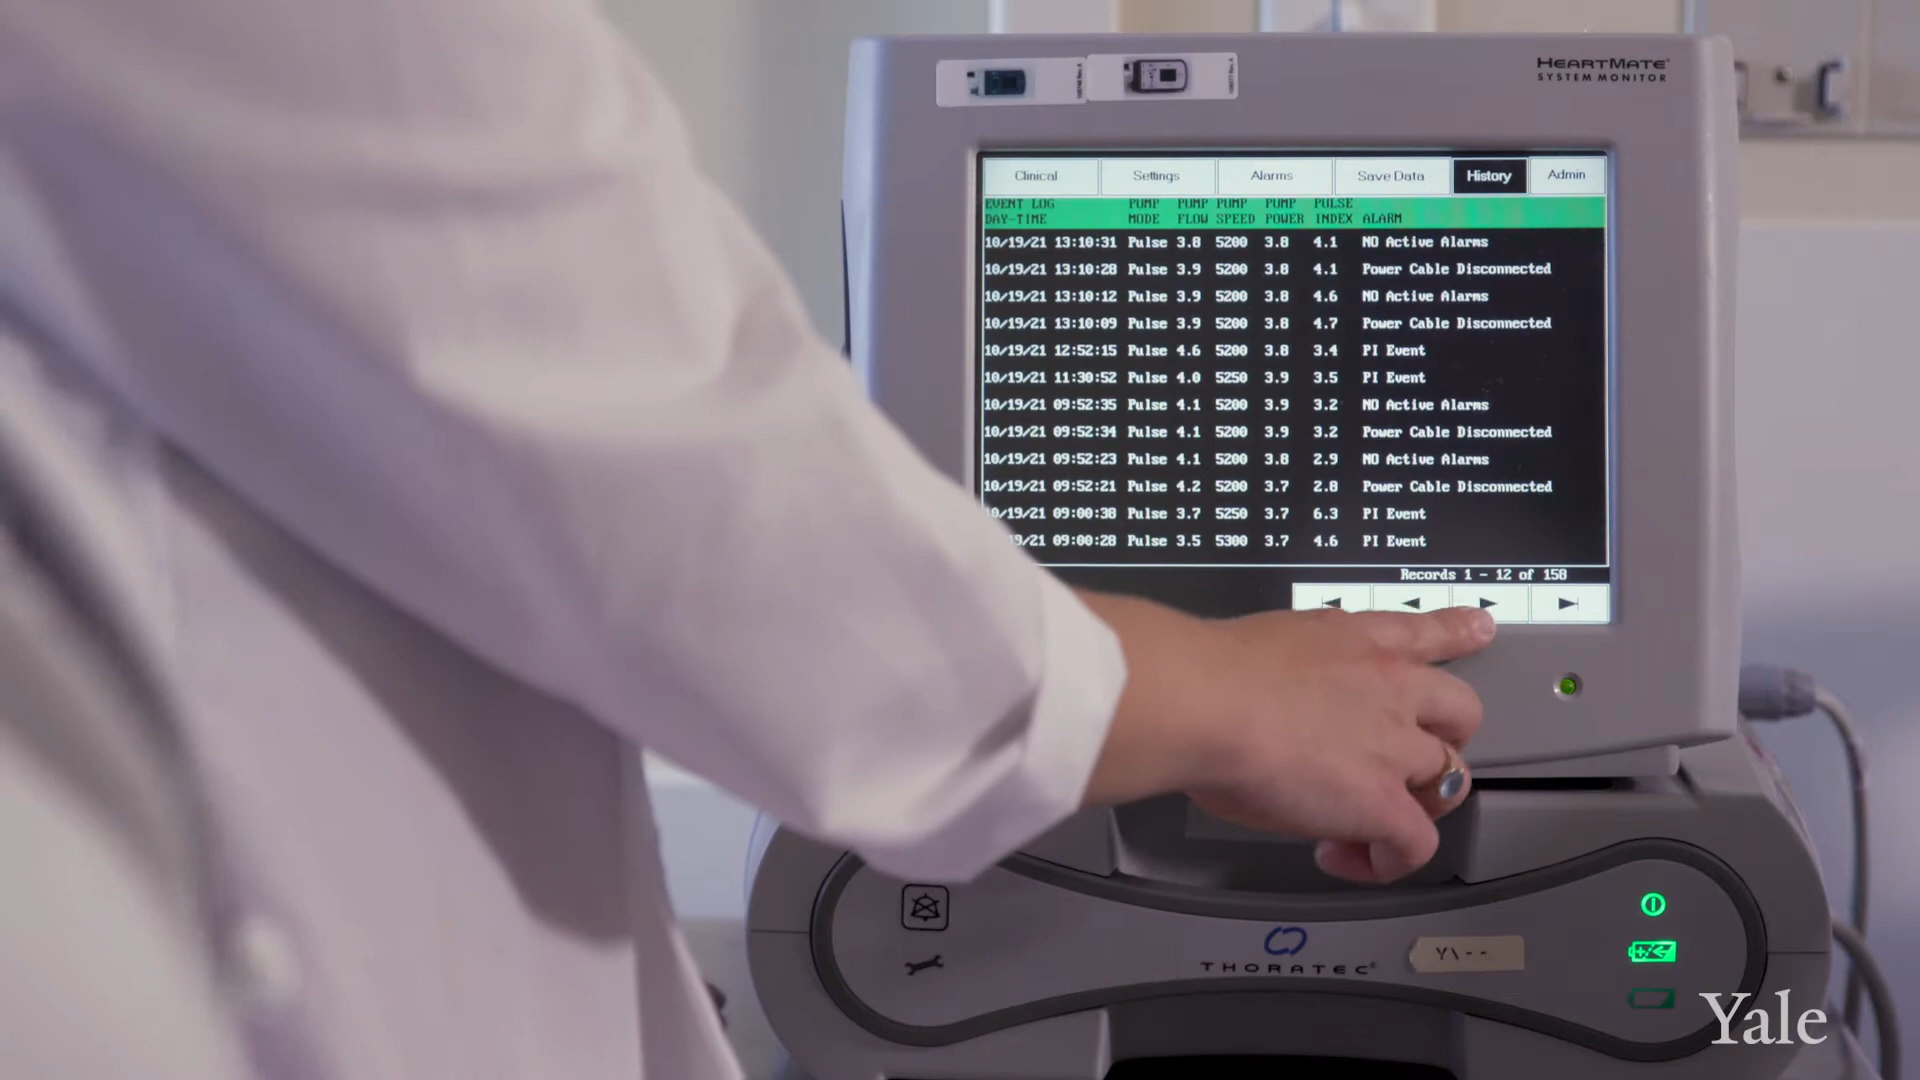 HEARTMATE®
SYSTEM MONITOR
Clinical Settings Alarms Save Data History Admin
EVENT LOG PUMP PUMP PUMP PUMP PULSE
DAY-TIME MODE FLOW SPEED POWER INDEX ALARM
10/19/21 13:10:31 Pulse 3.8 5200 3.8 4.1 NO Active Alarms
10/19/21 13:10:28 Pulse 3.9 5200 3.8 4.1 Power Cable Disconnected
10/19/21 13:10:12 Pulse 3.9 5200 3.8 4.6 NO Active Alarms
10/19/21 13:10:09 Pulse 3.9 5200 3.8 4.7 Power Cable Disconnected
10/19/21 12:52:15 Pulse 4.6 5200 3.8 3.4 PI Event
10/19/21 11:30:52 Pulse 4.0 5250 3.9 3.5 PI Event
10/19/21 09:52:35 Pulse 4.1 5200 3.9 3.2 NO Active Alarms
10/19/21 09:52:34 Pulse 4.1 5200 3.9 3.2 Power Cable Disconnected
10/19/21 09:52:23 Pulse 4.1 5200 3.8 2.9 NO Active Alarms
10/19/21 09:52:21 Pulse 4.2 5200 3.7 2.8 Power Cable Disconnected
0/19/21 09:00:38 Pulse 3.7 5250 3.7 6.3 PI Event
9/21 09:00:28 Pulse 3.5 5300 3.7 4.6 PI Event
Records 1 - 12 of 158
THORATEC®
Yale